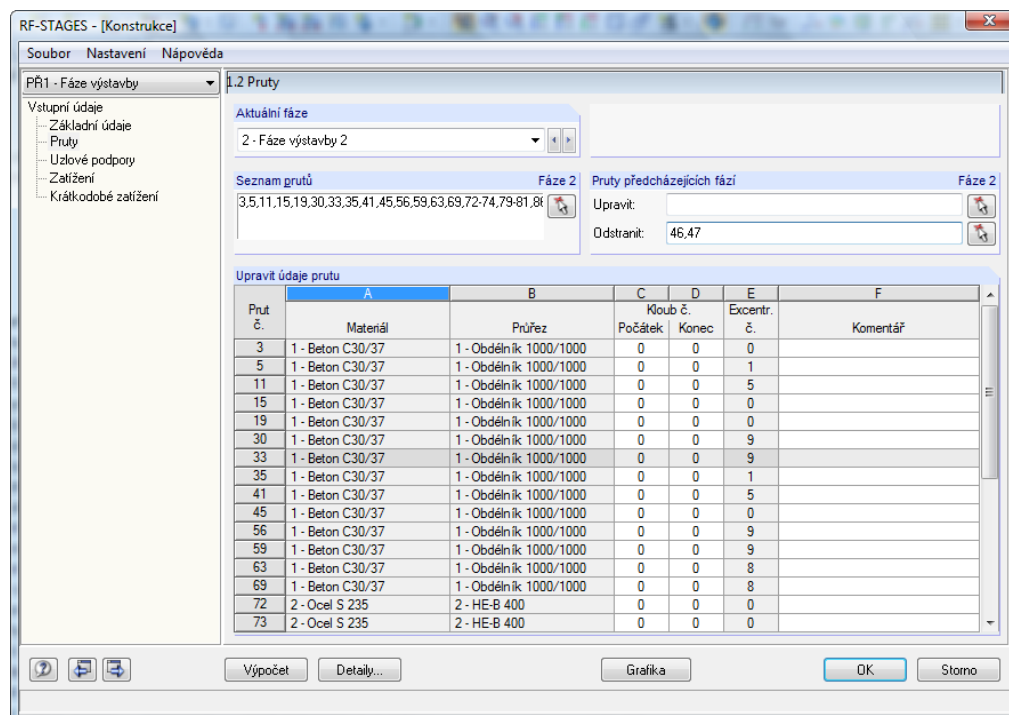 RF-STAGES - [Konstrukce]
Soubor Nastavení Nápověda
PŘ1 - Fáze výstavby
Vstupní údaje
Základní údaje
Pruty
Uzlové podpory
Zatížení
Krátkodobé zatížení
1.2 Pruty
Aktuální fáze
2 - Fáze výstavby 2
Seznam prutů Fáze 2
3,5,11,15,19,30,33,35,41,45,56,59,63,69,72-74,79-81,8
Pruty předcházejících fází Fáze 2
Upravit:
Odstranit: 46,47
Upravit údaje prutu
A B C D E F
Prut Kloub č. Excentr.
č. Materiál Průřez Počátek Konec č. Komentář
3 1 - Beton C30/37 1 - Obdélník 1000/1000 0 0 0
5 1 - Beton C30/37 1 - Obdélník 1000/1000 0 0 1
11 1 - Beton C30/37 1 - Obdélník 1000/1000 0 0 5
15 1 - Beton C30/37 1 - Obdélník 1000/1000 0 0 0
19 1 - Beton C30/37 1 - Obdélník 1000/1000 0 0 0
30 1 - Beton C30/37 1 - Obdélník 1000/1000 0 0 9
33 1 - Beton C30/37 1 - Obdélník 1000/1000 0 0 9
35 1 - Beton C30/37 1 - Obdélník 1000/1000 0 0 1
41 1 - Beton C30/37 1 - Obdélník 1000/1000 0 0 5
45 1 - Beton C30/37 1 - Obdélník 1000/1000 0 0 0
56 1 - Beton C30/37 1 - Obdélník 1000/1000 0 0 9
59 1 - Beton C30/37 1 - Obdélník 1000/1000 0 0 9
63 1 - Beton C30/37 1 - Obdélník 1000/1000 0 0 8
69 1 - Beton C30/37 1 - Obdélník 1000/1000 0 0 8
72 2 - Ocel S 235 2 - HE-B 400 0 0 0
73 2 - Ocel S 235 2 - HE-B 400 0 0 0
Výpočet Detaily... Grafika OK Storno